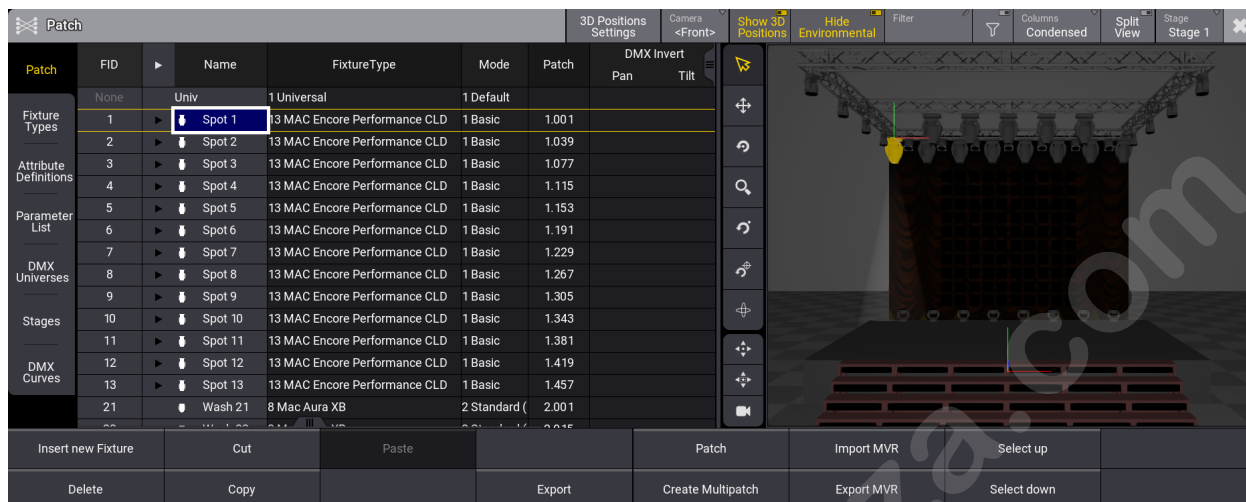 Patch
3D Positions Settings
Camera <Front>
Show 3D Positions
Hide Environmental
Filter
Columns Condensed
Split View
Stage Stage 1
Patch
Fixture Types
Attribute Definitions
Parameter List
DMX Universes
Stages
DMX Curves
FID Name FixtureType Mode Patch DMX Invert
Pan Tilt
None Univ 1 Universal 1 Default
1 Spot 1 13 MAC Encore Performance CLD 1 Basic 1.001
2 Spot 2 13 MAC Encore Performance CLD 1 Basic 1.039
3 Spot 3 13 MAC Encore Performance CLD 1 Basic 1.077
4 Spot 4 13 MAC Encore Performance CLD 1 Basic 1.115
5 Spot 5 13 MAC Encore Performance CLD 1 Basic 1.153
6 Spot 6 13 MAC Encore Performance CLD 1 Basic 1.191
7 Spot 7 13 MAC Encore Performance CLD 1 Basic 1.229
8 Spot 8 13 MAC Encore Performance CLD 1 Basic 1.267
9 Spot 9 13 MAC Encore Performance CLD 1 Basic 1.305
10 Spot 10 13 MAC Encore Performance CLD 1 Basic 1.343
11 Spot 11 13 MAC Encore Performance CLD 1 Basic 1.381
12 Spot 12 13 MAC Encore Performance CLD 1 Basic 1.419
13 Spot 13 13 MAC Encore Performance CLD 1 Basic 1.457
21 Wash 21 8 Mac Aura XB 2 Standard ( 2.001
Insert new Fixture Cut Paste Patch Import MVR Select up
Delete Copy Export Create Multipatch Export MVR Select down
za.com